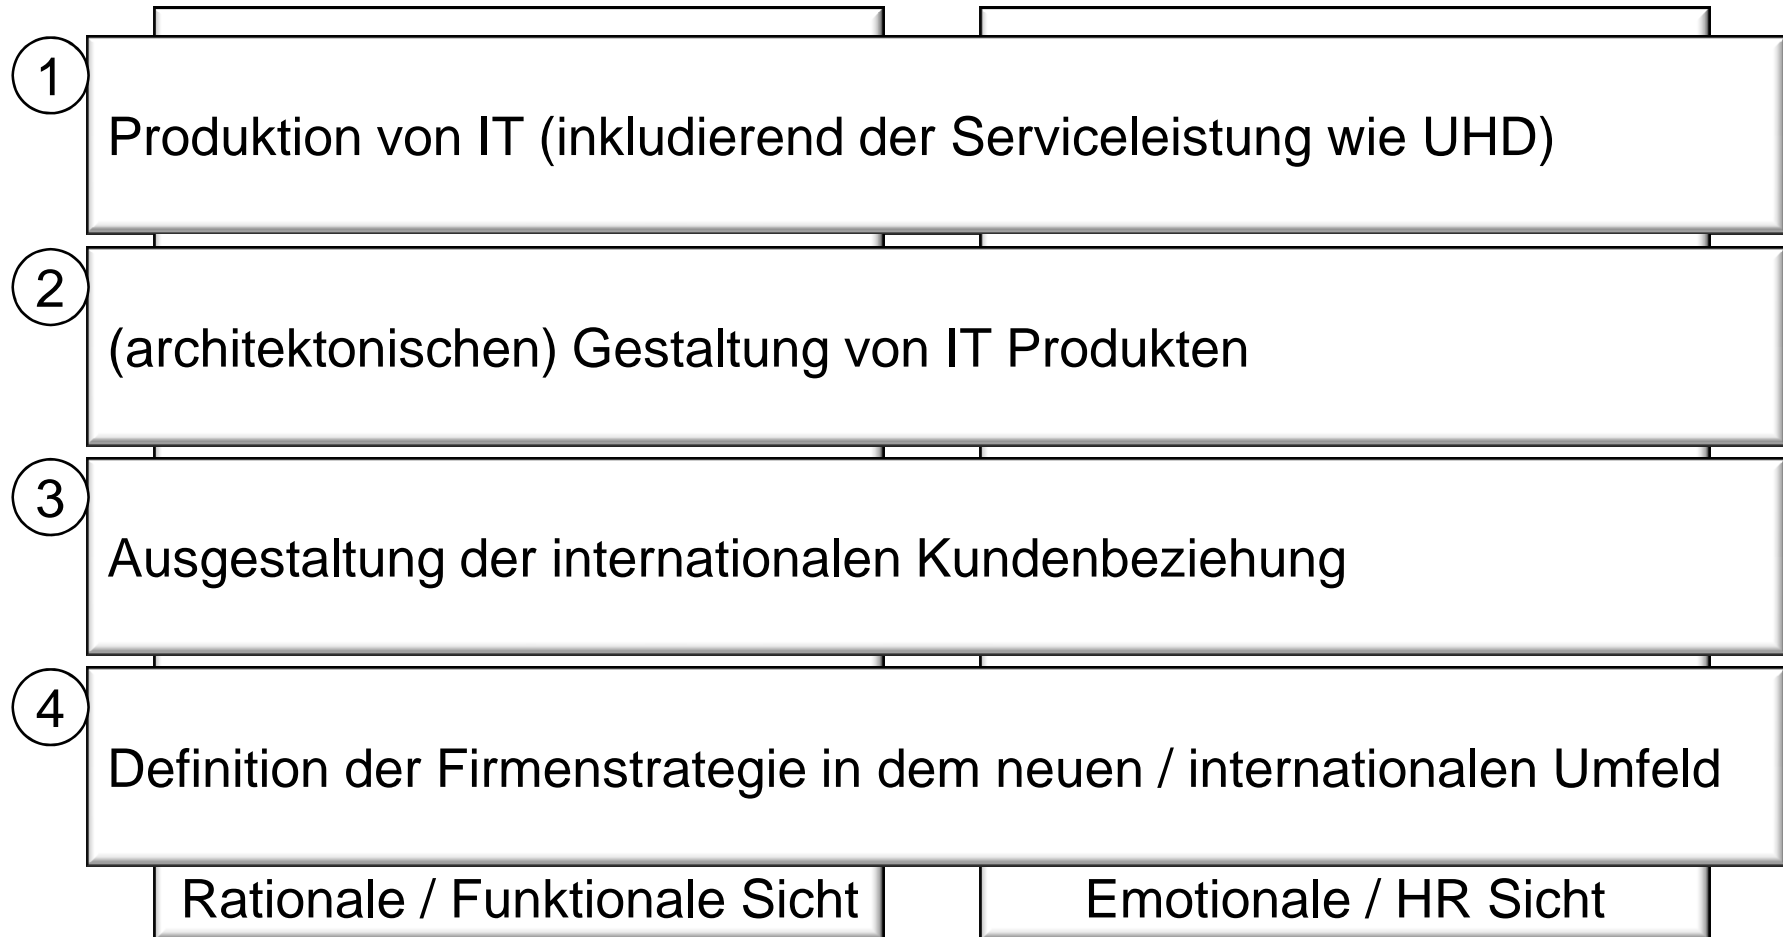 1
Produktion von IT (inkludierend der Serviceleistung wie UHD)
2
(architektonischen) Gestaltung von IT Produkten
3
Ausgestaltung der internationalen Kundenbeziehung
4
Definition der Firmenstrategie in dem neuen / internationalen Umfeld
Rationale / Funktionale Sicht
Emotionale / HR Sicht